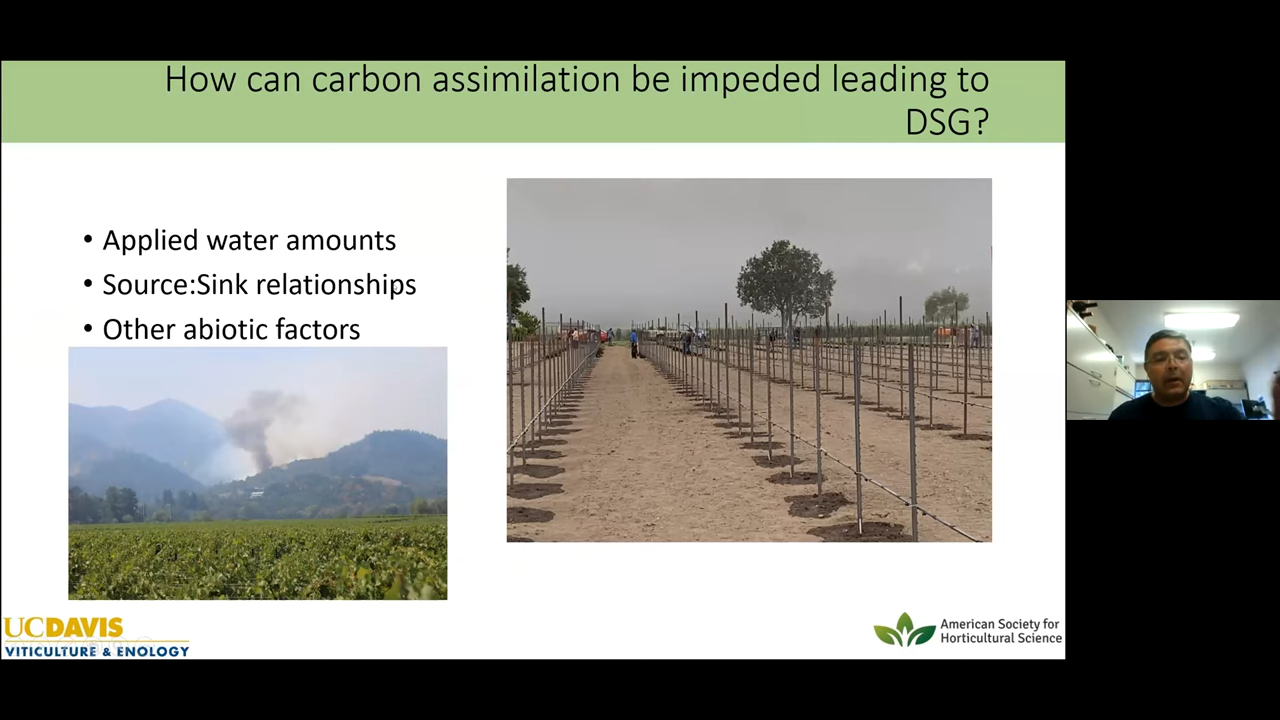 How can carbon assimilation be impeded leading to
DSG?
• Applied water amounts
• Source:Sink relationships
• Other abiotic factors
UCDAVIS
VITICULTURE & ENOLOGY
American Society for
Horticultural Science